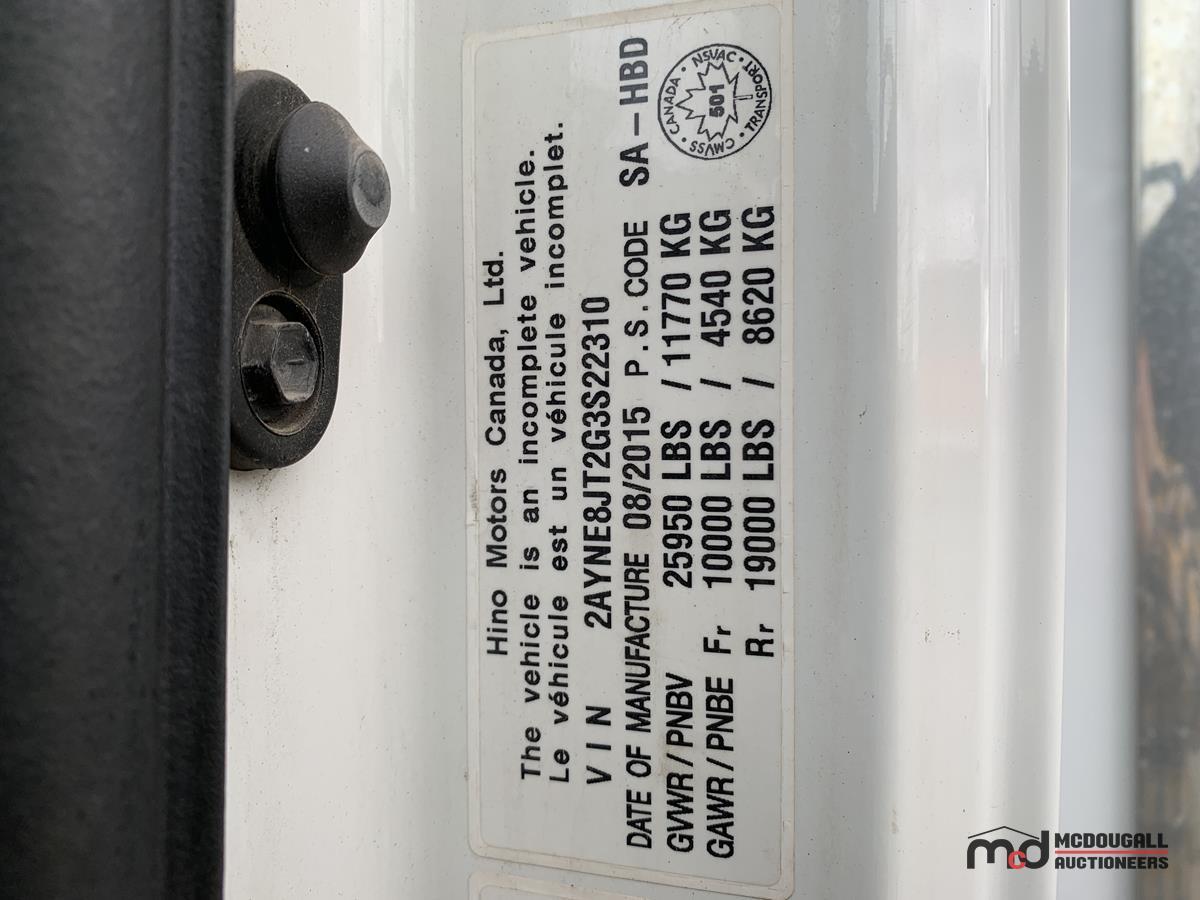 Hino Motors Canada, Ltd.
The vehicle is an incomplete vehicle.
Le véhicule est un véhicule incomplet.
VIN 2AYNE8JT2G3S22310
DATE OF MANUFACTURE 08/2015 P.S.CODE SA-HBD
GVWR/PNBV 25950 LBS / 11770 KG
GAWR/PNBE Fr 10000 LBS / 4540 KG
Rr 19000 LBS / 8620 KG
CANADA · NSVAC · TRANSPORT · CMVSS
501
mcd MCDOUGALL
AUCTIONEERS